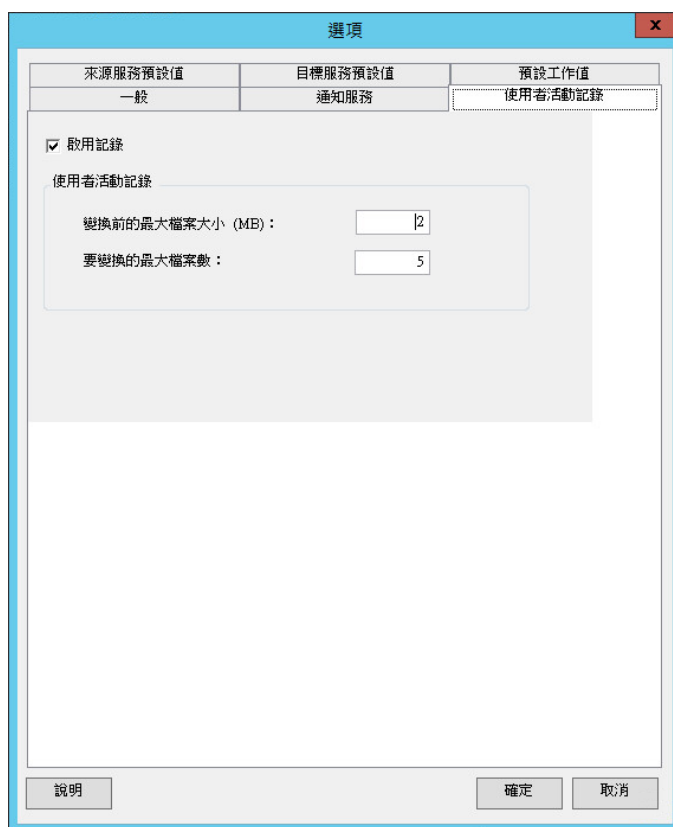 選項
x
來源服務預設值 目標服務預設值 預設工作值
一般 通知服務 使用者活動記錄
啟用記錄
使用者活動記錄
變換前的最大檔案大小 (MB)： 2
要變換的最大檔案數： 5
說明 確定 取消